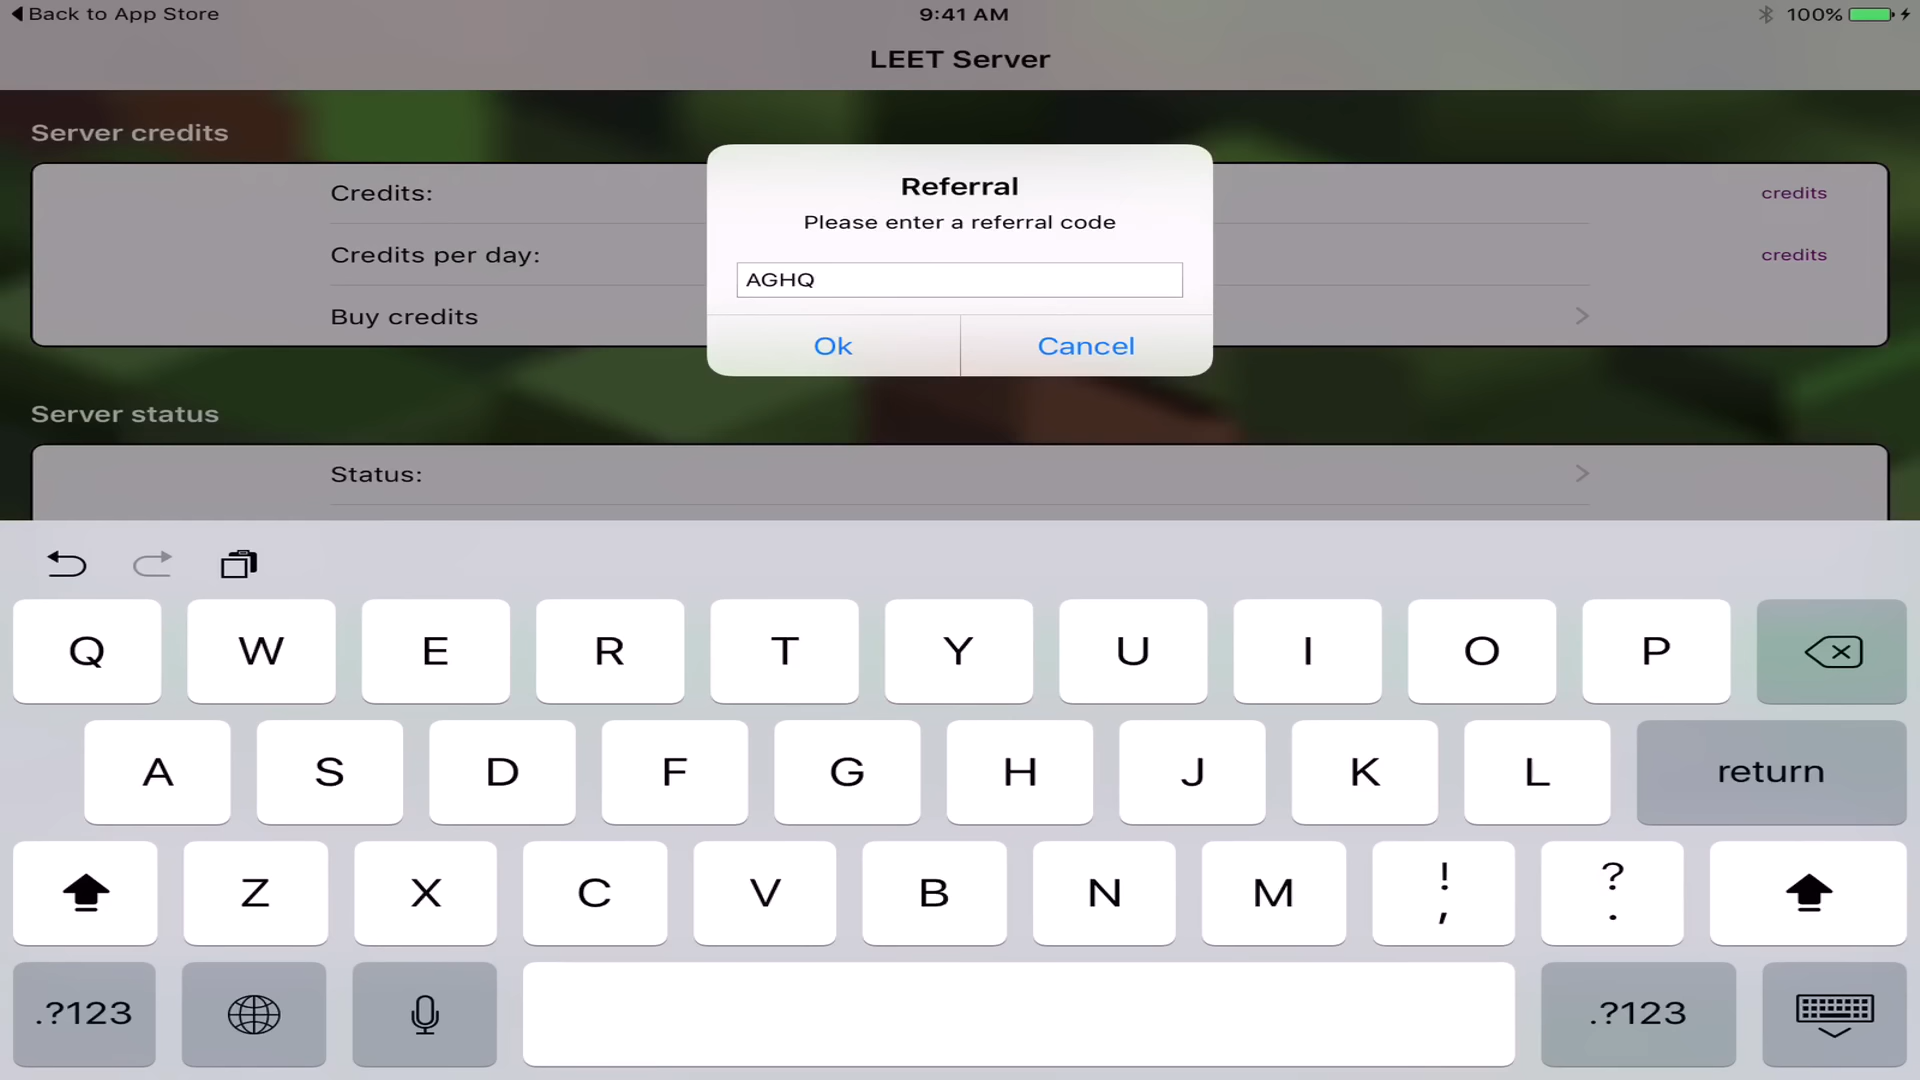 Back to App Store
9:41 AM
100%
LEET Server
Server credits
Credits:
credits
Credits per day:
credits
Buy credits
Referral
Please enter a referral code
AGHQ
Ok
Cancel
Server status
Status:
Q W E R T Y U I O P
A S D F G H J K L return
Z X C V B N M ! , ? .
.?123 .?123